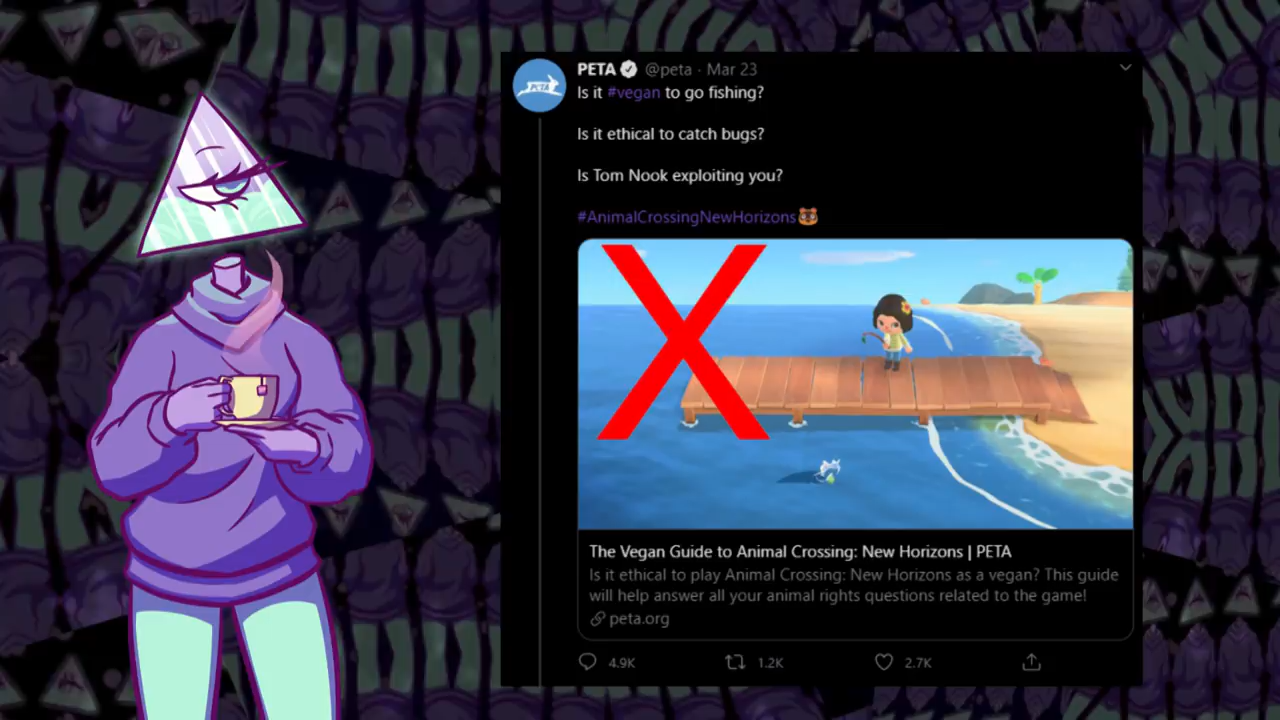 PETA @peta · Mar 23
Is it #vegan to go fishing?
Is it ethical to catch bugs?
Is Tom Nook exploiting you?
#AnimalCrossingNewHorizons
The Vegan Guide to Animal Crossing: New Horizons | PETA
Is it ethical to play Animal Crossing: New Horizons as a vegan? This guide
will help answer all your animal rights questions related to the game!
peta.org
4.9K 1.2K 2.7K